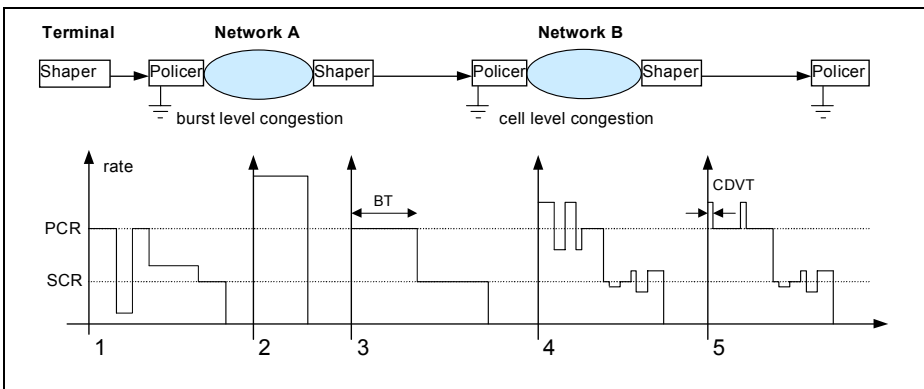 Terminal Network A Network B
Shaper Policer Shaper Policer Shaper Policer
burst level congestion cell level congestion
rate
CDVT
BT
PCR
SCR
1 2 3 4 5